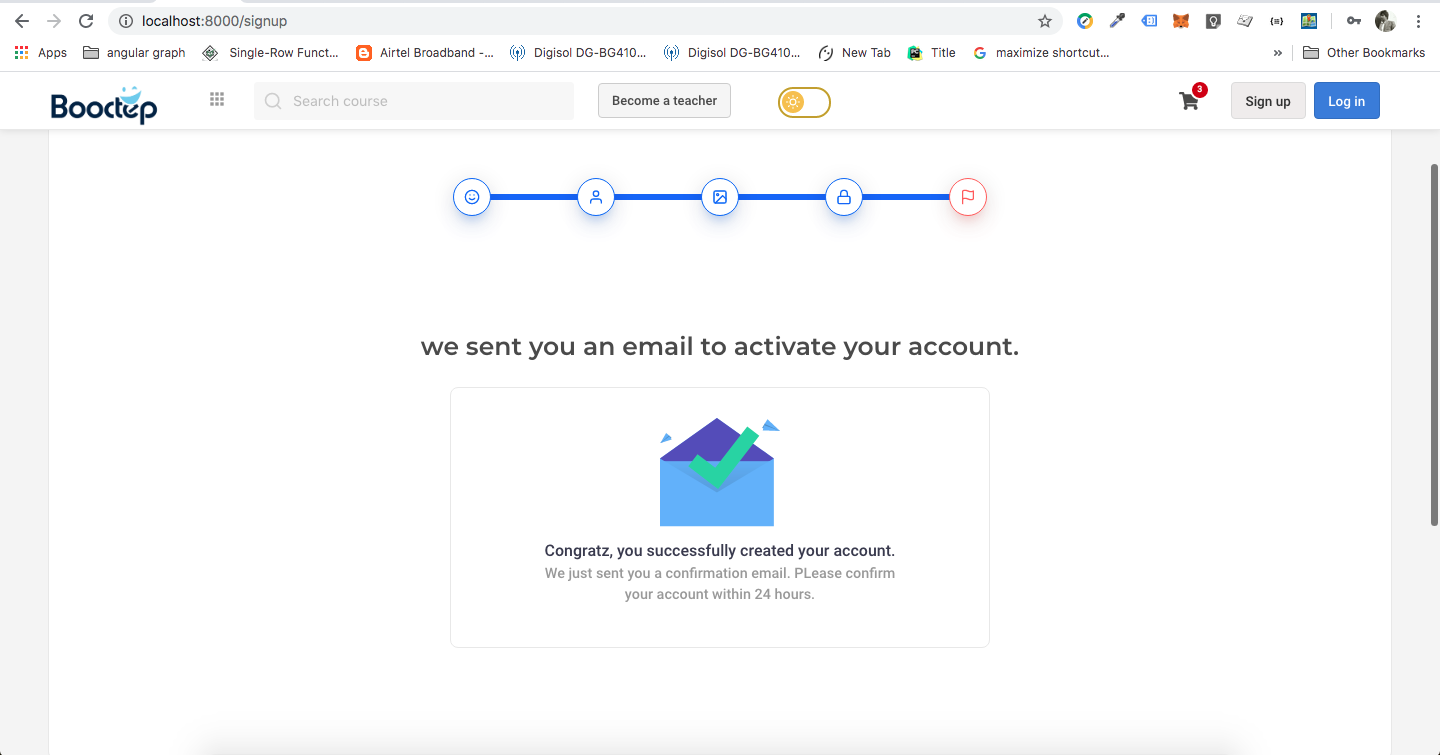 localhost:8000/signup
Apps angular graph Single-Row Funct... Airtel Broadband -... Digisol DG-BG410... Digisol DG-BG410... New Tab Title maximize shortcut... » Other Bookmarks
Booctep Search course Become a teacher 3 Sign up Log in
we sent you an email to activate your account.
Congratz, you successfully created your account.
We just sent you a confirmation email. PLease confirm
your account within 24 hours.